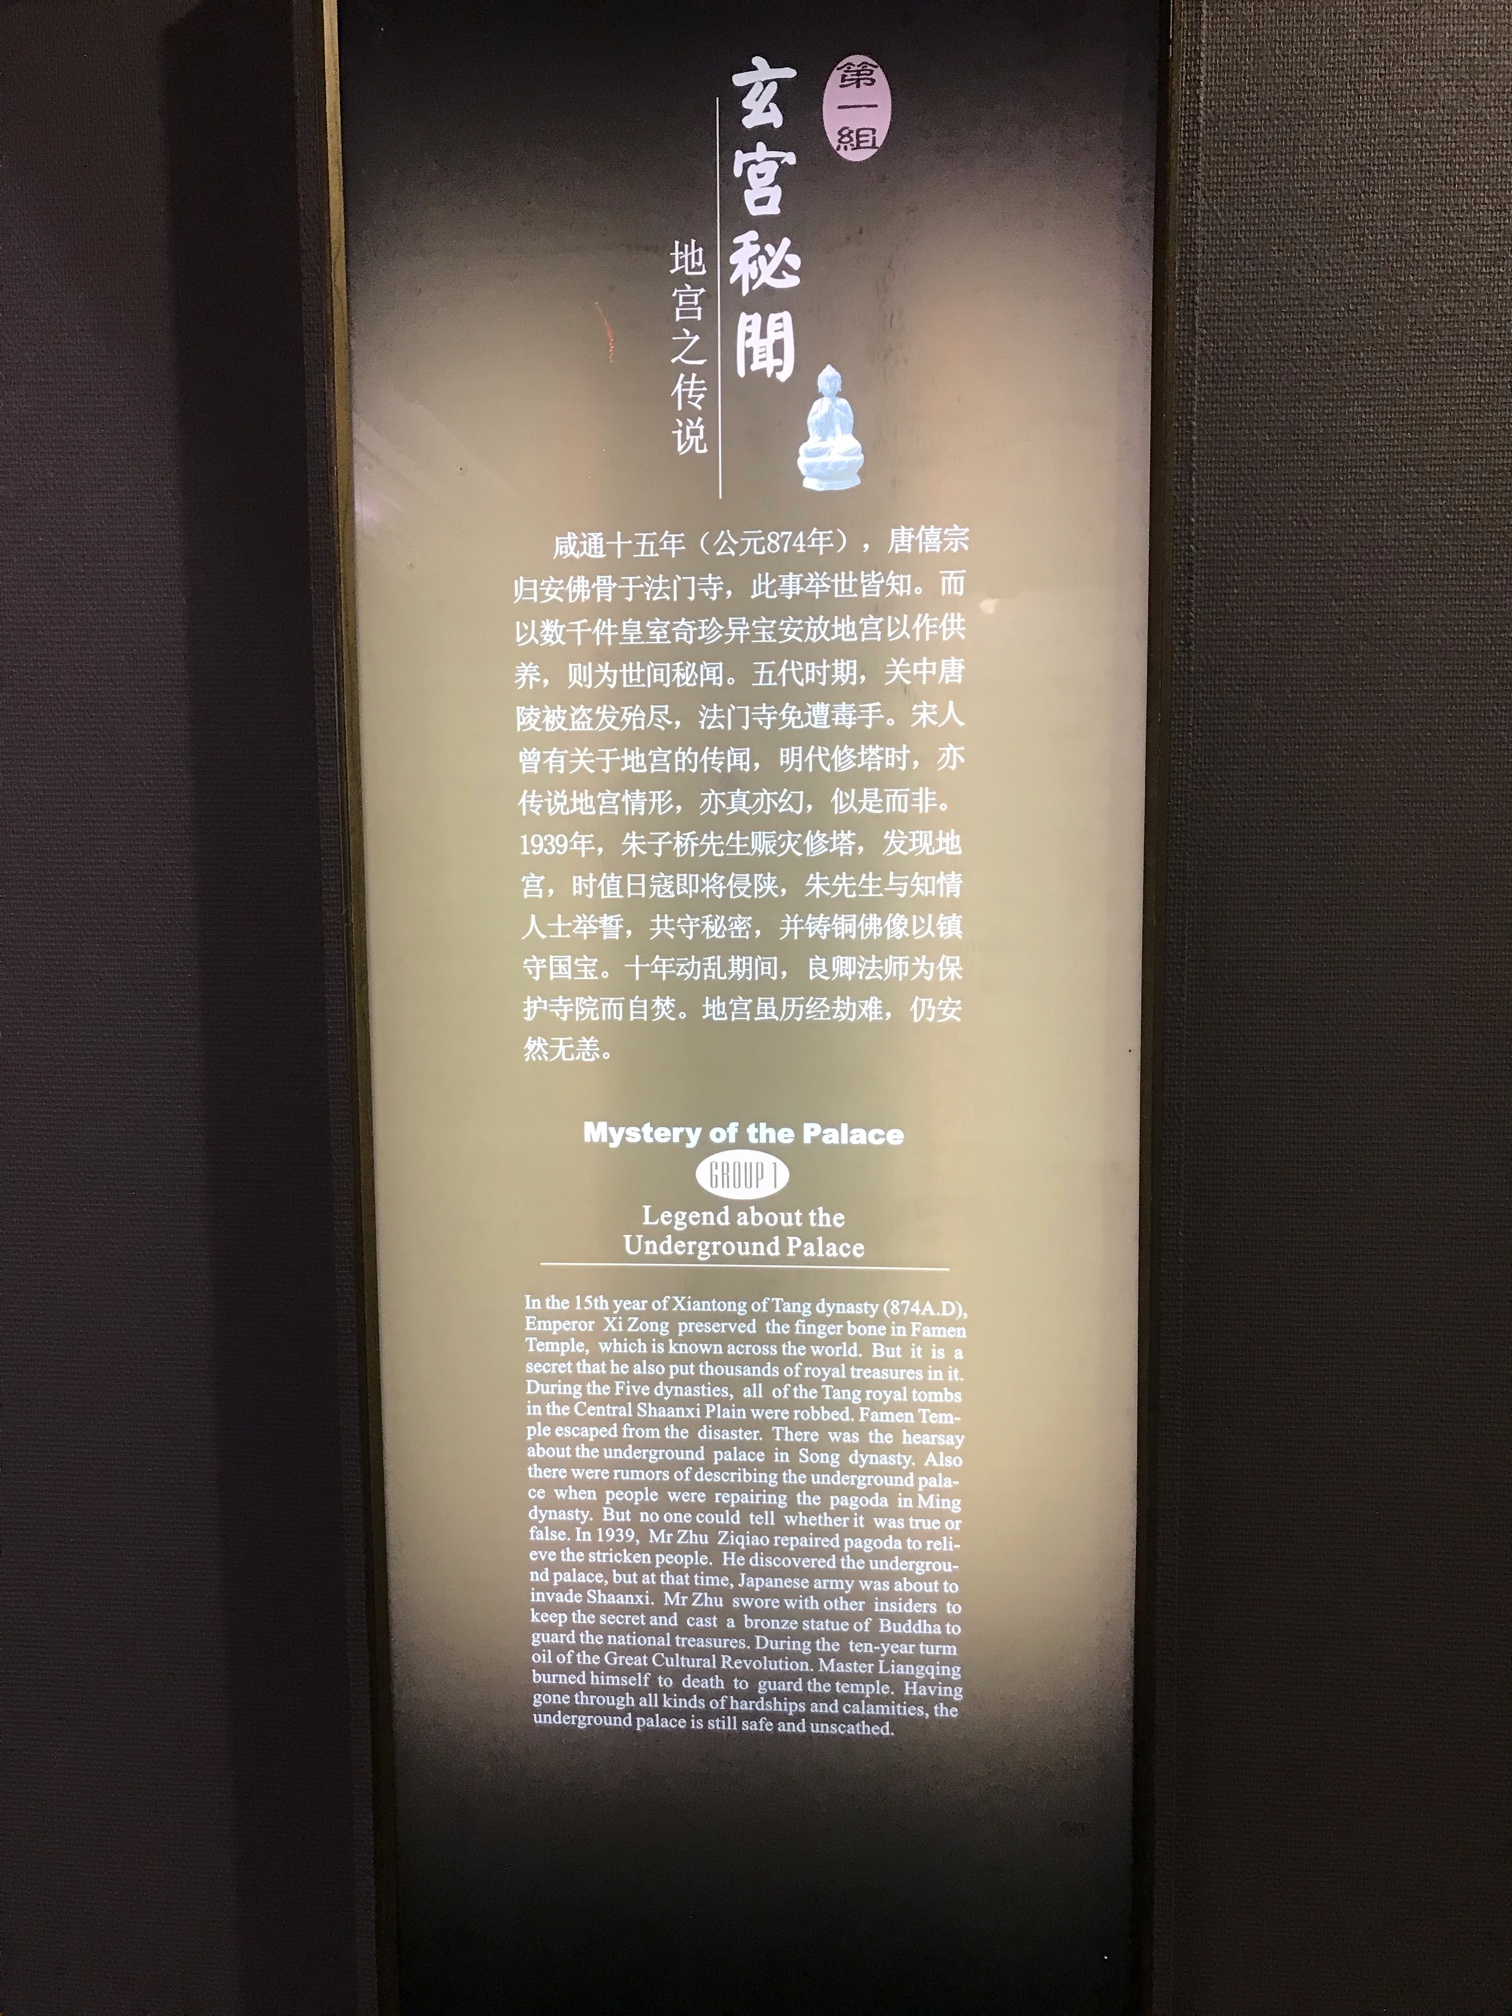 第一組
玄宮秘聞
地宫之传说
咸通十五年（公元874年），唐僖宗
归安佛骨于法门寺，此事举世皆知。而
以数千件皇室奇珍异宝安放地宫以作供
养，则为世间秘闻。五代时期，关中唐
陵被盗发殆尽，法门寺免遭毒手。宋人
曾有关于地宫的传闻，明代修塔时，亦
传说地宫情形，亦真亦幻，似是而非。
1939年，朱子桥先生赈灾修塔，发现地
宫，时值日寇即将侵陕，朱先生与知情
人士举誓，共守秘密，并铸铜佛像以镇
守国宝。十年动乱期间，良卿法师为保
护寺院而自焚。地宫虽历经劫难，仍安
然无恙。
Mystery of the Palace
GROUP 1
Legend about the
Underground Palace
In the 15th year of Xiantong of Tang dynasty (874A.D),
Emperor Xi Zong preserved the finger bone in Famen
Temple, which is known across the world. But it is a
secret that he also put thousands of royal treasures in it.
During the Five dynasties, all of the Tang royal tombs
in the Central Shaanxi Plain were robbed. Famen Tem-
ple escaped from the disaster. There was the hearsay
about the underground palace in Song dynasty. Also
there were rumors of describing the underground pala-
ce when people were repairing the pagoda in Ming
dynasty. But no one could tell whether it was true or
false. In 1939, Mr Zhu Ziqiao repaired pagoda to reli-
eve the stricken people. He discovered the undergrou-
nd palace, but at that time, Japanese army was about to
invade Shaanxi. Mr Zhu swore with other insiders to
keep the secret and cast a bronze statue of Buddha to
guard the national treasures. During the ten-year turm
oil of the Great Cultural Revolution. Master Liangqing
burned himself to death to guard the temple. Having
gone through all kinds of hardships and calamities, the
underground palace is still safe and unscathed.